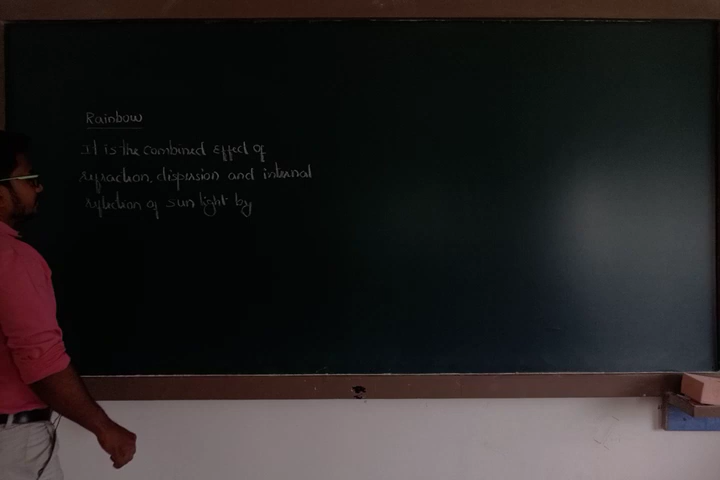 Rainbow
It is the combined effect of
refraction, dispersion and internal
reflection of sun light by